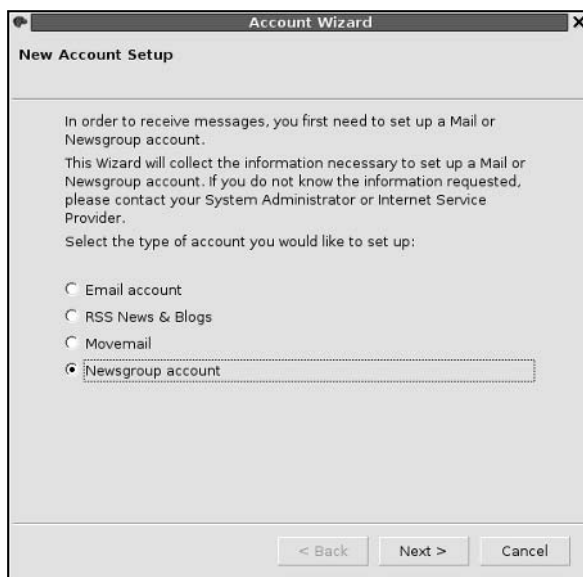 Account Wizard
New Account Setup
In order to receive messages, you first need to set up a Mail or
Newsgroup account.
This Wizard will collect the information necessary to set up a Mail or
Newsgroup account. If you do not know the information requested,
please contact your System Administrator or Internet Service
Provider.
Select the type of account you would like to set up:
Email account
RSS News & Blogs
Movemail
Newsgroup account
< Back Next > Cancel